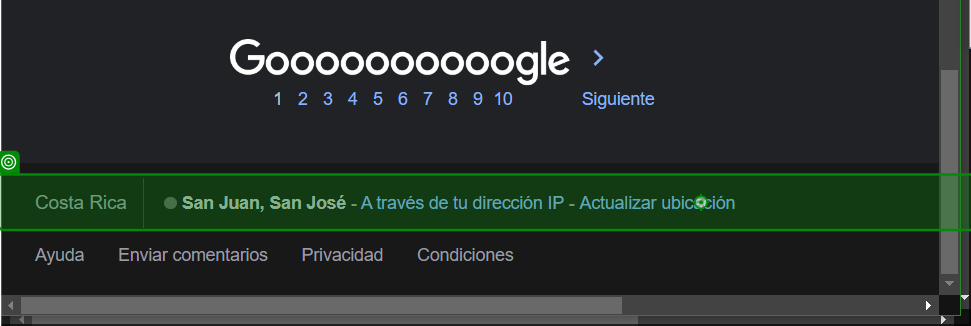 Goooooooooogle >
1 2 3 4 5 6 7 8 9 10 Siguiente
Costa Rica San Juan, San José - A través de tu dirección IP - Actualizar ubicación
Ayuda Enviar comentarios Privacidad Condiciones